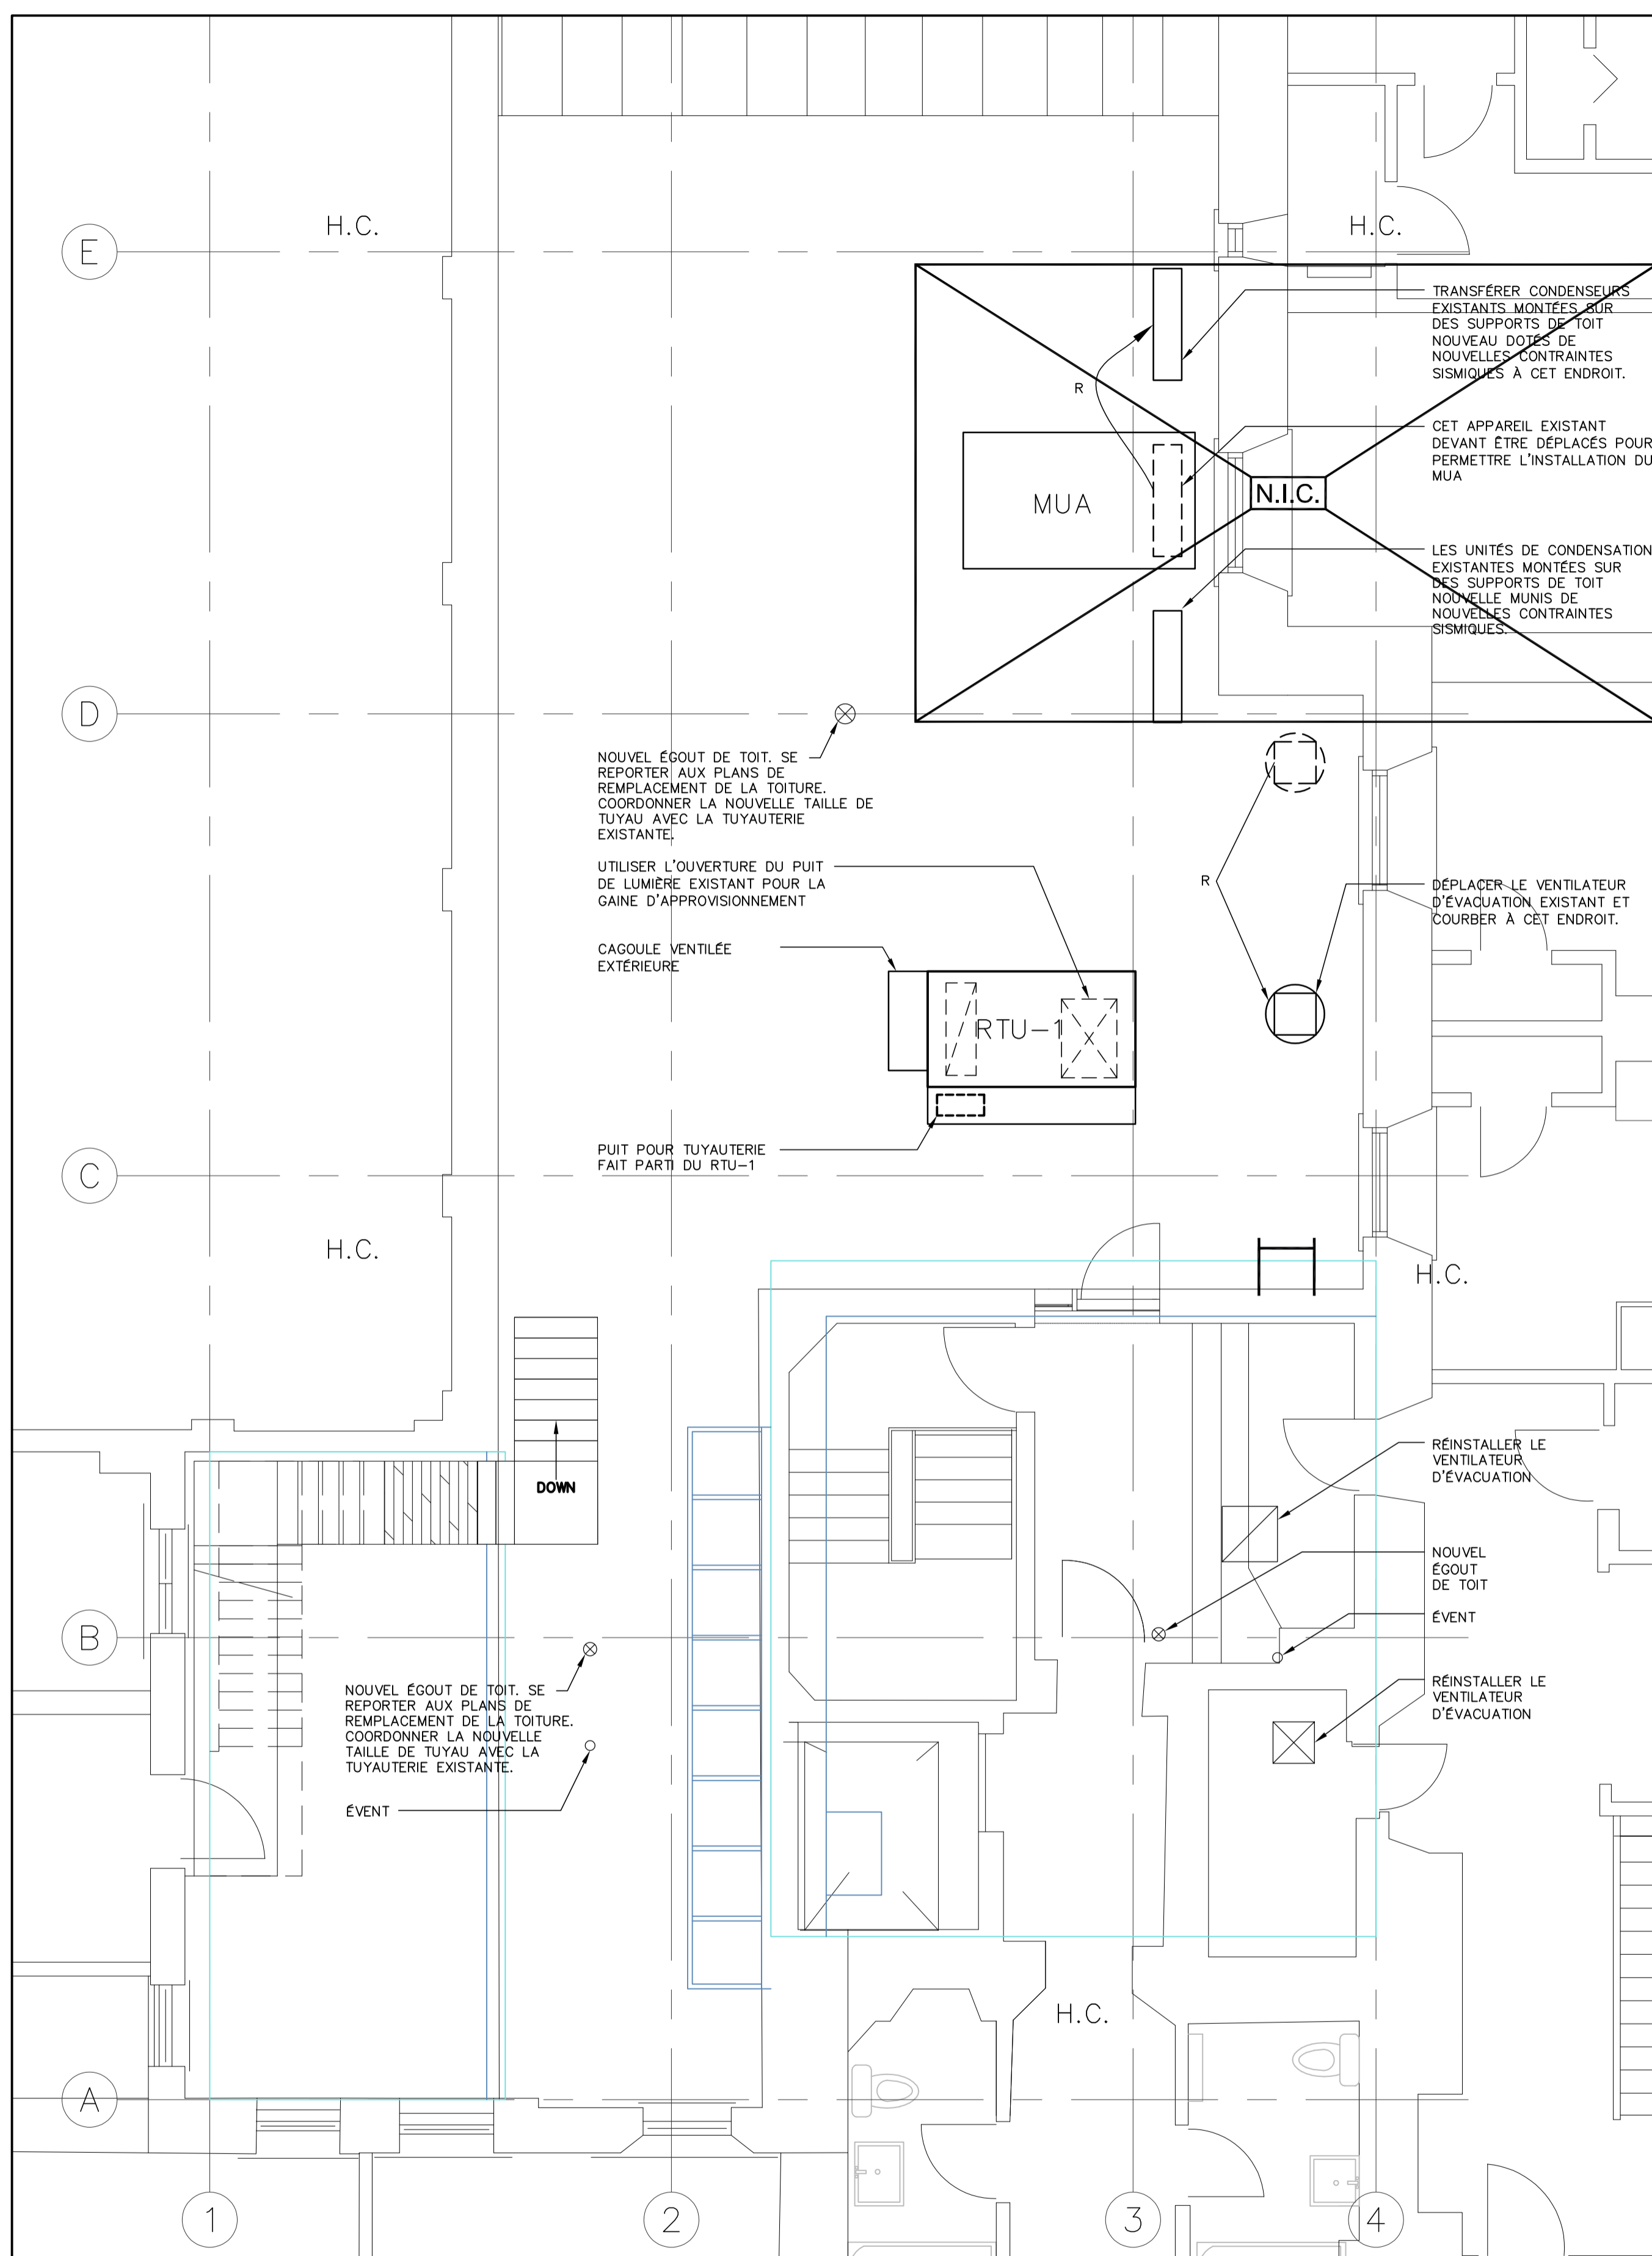 H.C.
H.C.
E
TRANSFÉRER CONDENSEURS
EXISTANTS MONTÉES SUR
DES SUPPORTS DE TOIT
NOUVEAU DOTÉS DE
NOUVELLES CONTRAINTES
SISMIQUES À CET ENDROIT.
R
CET APPAREIL EXISTANT
DEVANT ÊTRE DÉPLACÉS POUR
PERMETTRE L'INSTALLATION DU
MUA
MUA
N.I.C.
LES UNITÉS DE CONDENSATION
EXISTANTES MONTÉES SUR
DES SUPPORTS DE TOIT
NOUVELLE MUNIS DE
NOUVELLES CONTRAINTES
SISMIQUES.
D
NOUVEL ÉGOUT DE TOIT. SE
REPORTER AUX PLANS DE
REMPLACEMENT DE LA TOITURE.
COORDONNER LA NOUVELLE TAILLE DE
TUYAU AVEC LA TUYAUTERIE
EXISTANTE.
UTILISER L'OUVERTURE DU PUIT
DE LUMIÈRE EXISTANT POUR LA
GAINE D'APPROVISIONNEMENT
R
DÉPLACER LE VENTILATEUR
D'ÉVACUATION EXISTANT ET
COURBER À CET ENDROIT.
CAGOULE VENTILÉE
EXTÉRIEURE
RTU-1
PUIT POUR TUYAUTERIE
FAIT PARTI DU RTU-1
C
H.C.
H.C.
DOWN
RÉINSTALLER LE
VENTILATEUR
D'ÉVACUATION
NOUVEL
ÉGOUT
DE TOIT
ÉVENT
B
RÉINSTALLER LE
VENTILATEUR
D'ÉVACUATION
NOUVEL ÉGOUT DE TOIT. SE
REPORTER AUX PLANS DE
REMPLACEMENT DE LA TOITURE.
COORDONNER LA NOUVELLE
TAILLE DE TUYAU AVEC LA
TUYAUTERIE EXISTANTE.
ÉVENT
H.C.
A
1
2
3
4